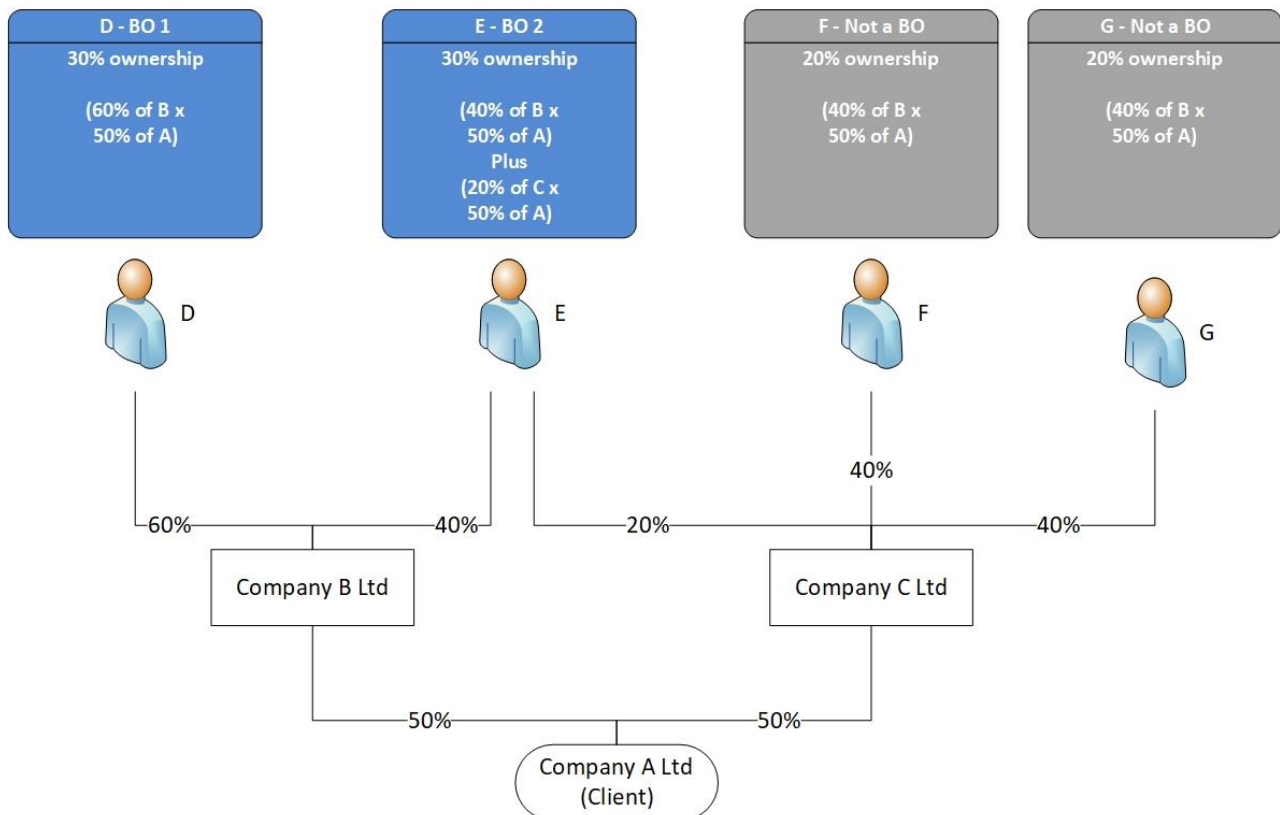 D - BO 1
30% ownership
(60% of B x
50% of A)
E - BO 2
30% ownership
(40% of B x
50% of A)
Plus
(20% of C x
50% of A)
F - Not a BO
20% ownership
(40% of B x
50% of A)
G - Not a BO
20% ownership
(40% of B x
50% of A)
D
E
F
G
40%
60%
40%
20%
40%
Company B Ltd
Company C Ltd
50%
50%
Company A Ltd
(Client)